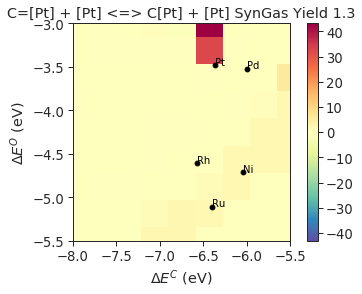 C=[Pt] + [Pt] <=> C[Pt] + [Pt] SynGas Yield 1.3
−3.0
−3.5
−4.0
−4.5
−5.0
−5.5
ΔE^O (eV)
Pt
Pd
Rh
Ni
Ru
−8.0 −7.5 −7.0 −6.5 −6.0 −5.5
ΔE^C (eV)
40
30
20
10
0
−10
−20
−30
−40